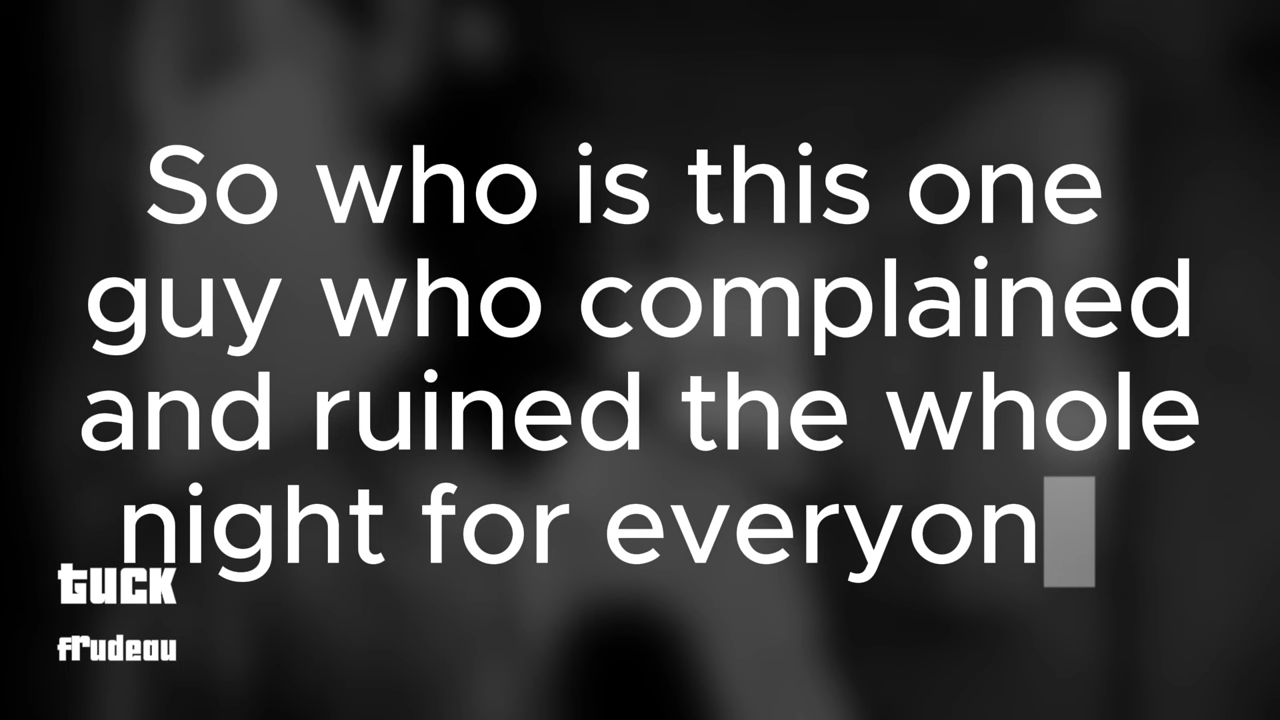 So who is this one
guy who complained
and ruined the whole
night for everyon
tuck
frudeau